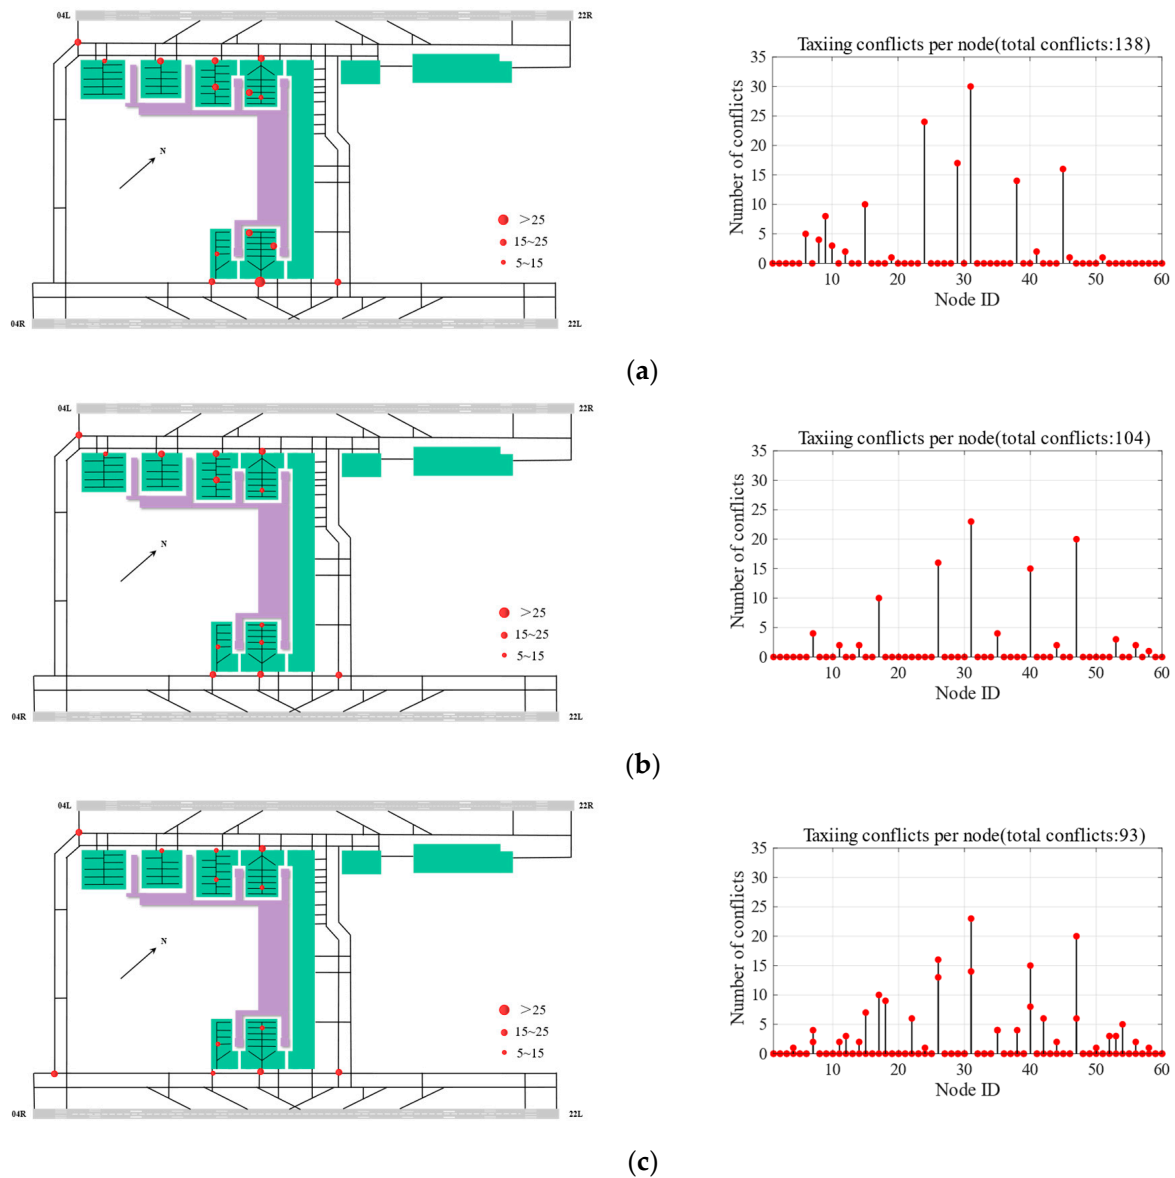 04L
22R
N
>25
15~25
5~15
04R
22L
Taxiing conflicts per node(total conflicts:138)
Number of conflicts
35
30
25
20
15
10
5
0
10
20
30
40
50
60
Node ID
(a)
04L
22R
N
>25
15~25
5~15
04R
22L
Taxiing conflicts per node(total conflicts:104)
Number of conflicts
35
30
25
20
15
10
5
0
10
20
30
40
50
60
Node ID
(b)
04L
22R
N
>25
15~25
5~15
04R
22L
Taxiing conflicts per node(total conflicts:93)
Number of conflicts
35
30
25
20
15
10
5
0
10
20
30
40
50
60
Node ID
(c)